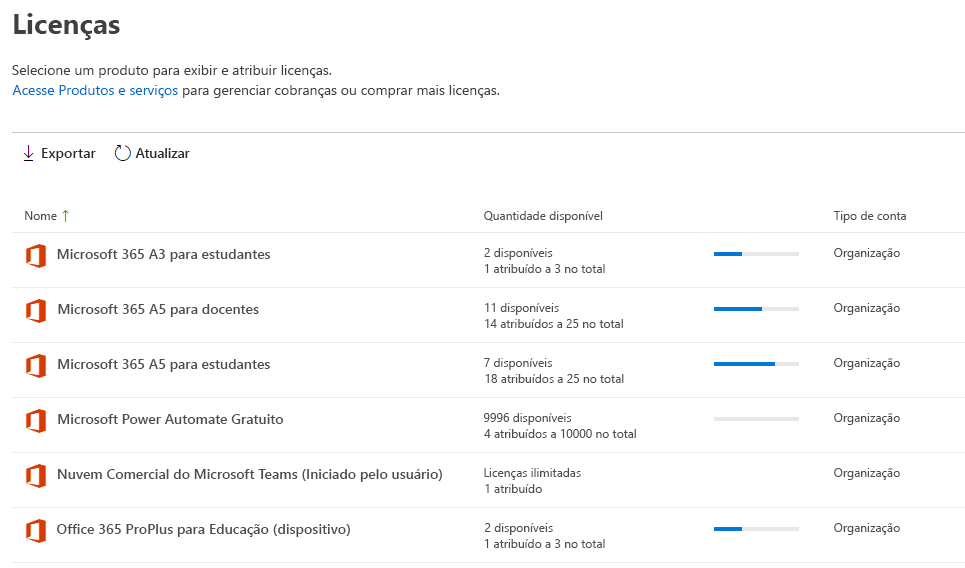 Licenças
Selecione um produto para exibir e atribuir licenças.
Acesse Produtos e serviços para gerenciar cobranças ou comprar mais licenças.
Exportar Atualizar
Nome ↑ Quantidade disponível Tipo de conta
Microsoft 365 A3 para estudantes 2 disponíveis Organização
1 atribuído a 3 no total
Microsoft 365 A5 para docentes 11 disponíveis Organização
14 atribuídos a 25 no total
Microsoft 365 A5 para estudantes 7 disponíveis Organização
18 atribuídos a 25 no total
Microsoft Power Automate Gratuito 9996 disponíveis Organização
4 atribuídos a 10000 no total
Nuvem Comercial do Microsoft Teams (Iniciado pelo usuário) Licenças ilimitadas Organização
1 atribuído
Office 365 ProPlus para Educação (dispositivo) 2 disponíveis Organização
1 atribuído a 3 no total